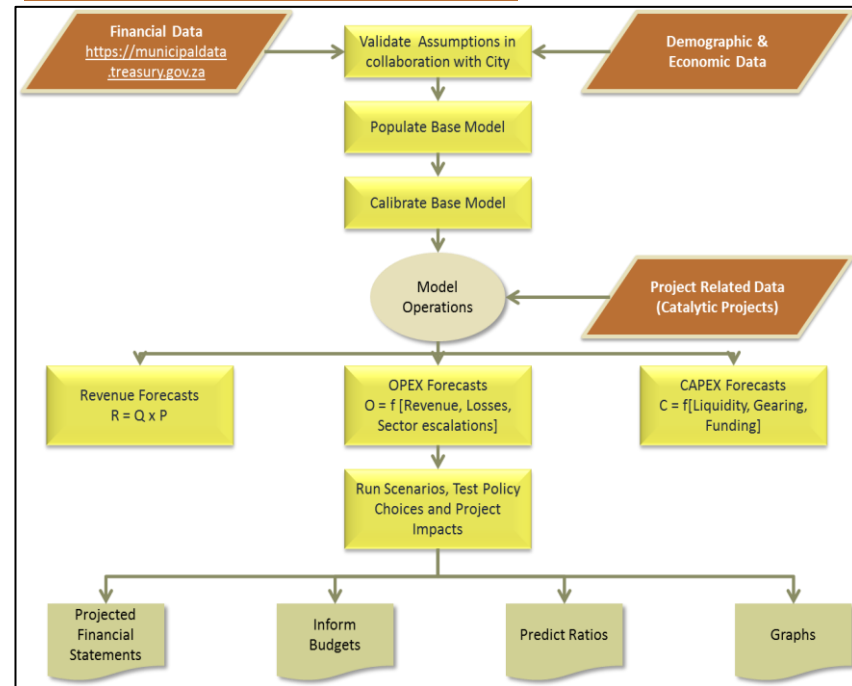 Financial Data
https://municipaldata
.treasury.gov.za
Validate Assumptions in
collaboration with City
Demographic &
Economic Data
Populate Base Model
Calibrate Base Model
Model
Operations
Project Related Data
(Catalytic Projects)
Revenue Forecasts
R = Q x P
OPEX Forecasts
O = f [Revenue, Losses,
Sector escalations]
CAPEX Forecasts
C = f[Liquidity, Gearing,
Funding]
Run Scenarios, Test Policy
Choices and Project
Impacts
Projected
Financial
Statements
Inform
Budgets
Predict Ratios
Graphs